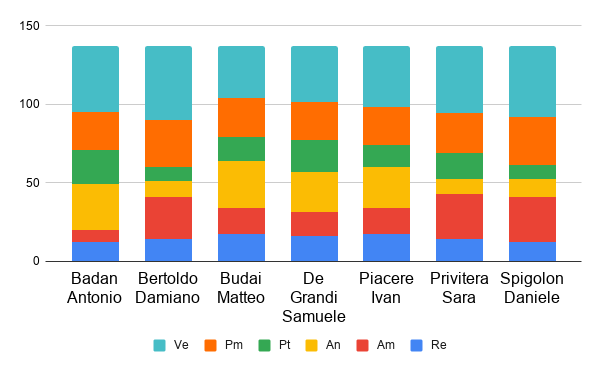 150
100
50
0
Badan Antonio
Bertoldo Damiano
Budai Matteo
De Grandi Samuele
Piacere Ivan
Privitera Sara
Spigolon Daniele
Ve Pm Pt An Am Re